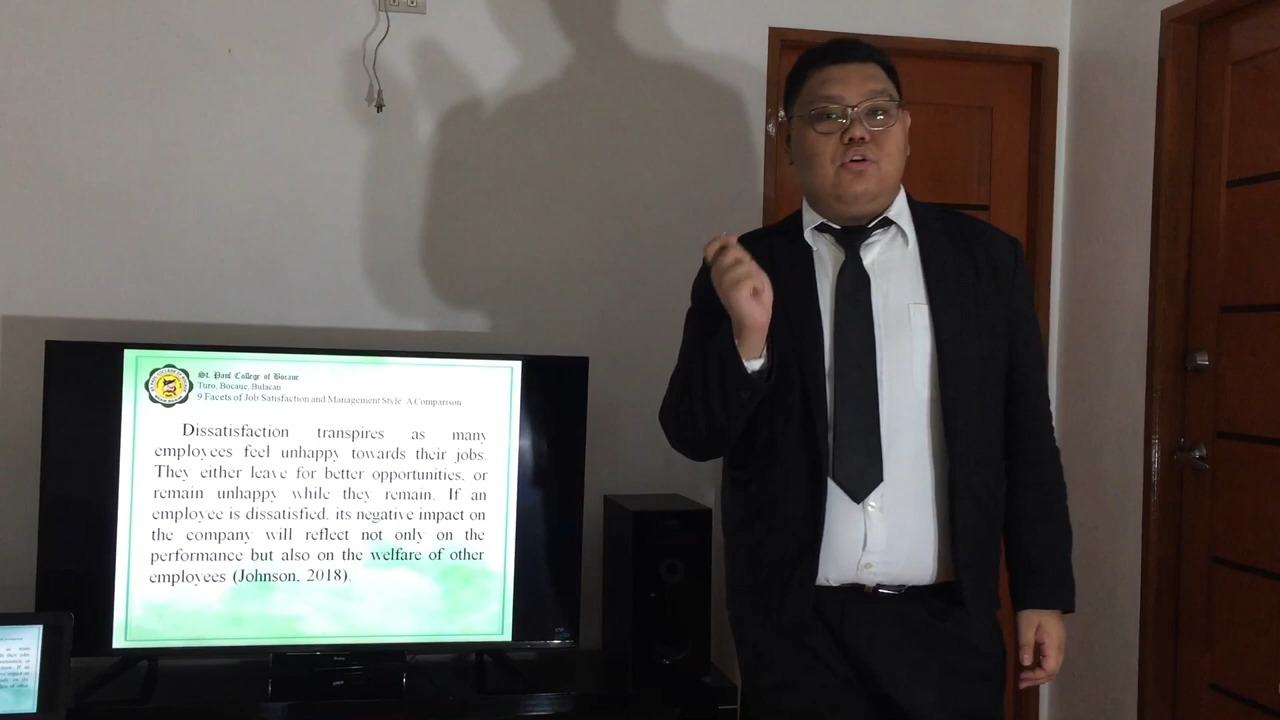 St. Paul College of Bocaue
Turo, Bocaue, Bulacan
9 Facets of Job Satisfaction and Management Style A Comparison
Dissatisfaction transpires as many
employees feel unhappy towards their jobs.
They either leave for better opportunities, or
remain unhappy while they remain. If an
employee is dissatisfied, its negative impact on
the company will reflect not only on the
performance but also on the welfare of other
employees (Johnson, 2018).